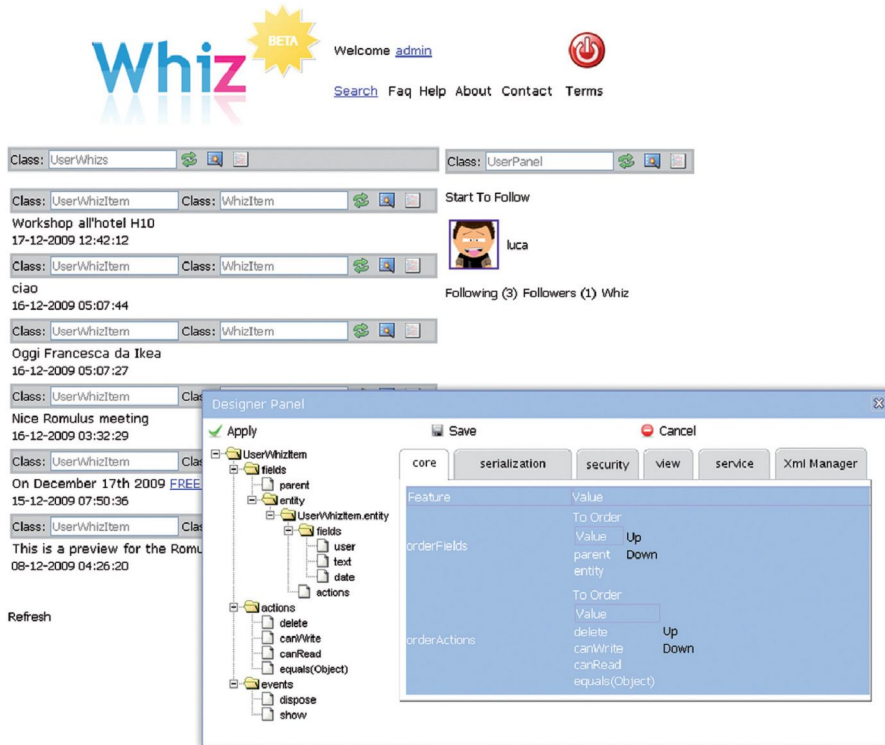 Whiz
BETA
Welcome admin
Search Faq Help About Contact Terms
Class: UserWhizs
Class: UserWhizItem Class: WhizItem
Workshop all'hotel H10
17-12-2009 12:42:12
Class: UserWhizItem Class: WhizItem
ciao
16-12-2009 05:07:44
Class: UserWhizItem Class: WhizItem
Oggi Francesca da Ikea
16-12-2009 05:07:27
Class: UserWhizItem Clas
Nice Romulus meeting
16-12-2009 03:32:29
Class: UserWhizItem Clas
On December 17th 2009 FREE
15-12-2009 07:50:36
Class: UserWhizItem Clas
This is a preview for the Romu
08-12-2009 04:26:20
Refresh
Class: UserPanel
Start To Follow
luca
Following (3) Followers (1) Whiz
Designer Panel
Apply Save Cancel
UserWhizItem
fields
parent
entity
UserWhizItem.entity
fields
user
text
date
actions
actions
delete
canWrite
canRead
equals(Object)
events
dispose
show
core serialization security view service Xml Manager
Feature Value
orderFields
To Order
Value Up
parent Down
entity
orderActions
To Order
Value
delete Up
canWrite Down
canRead
equals(Object)